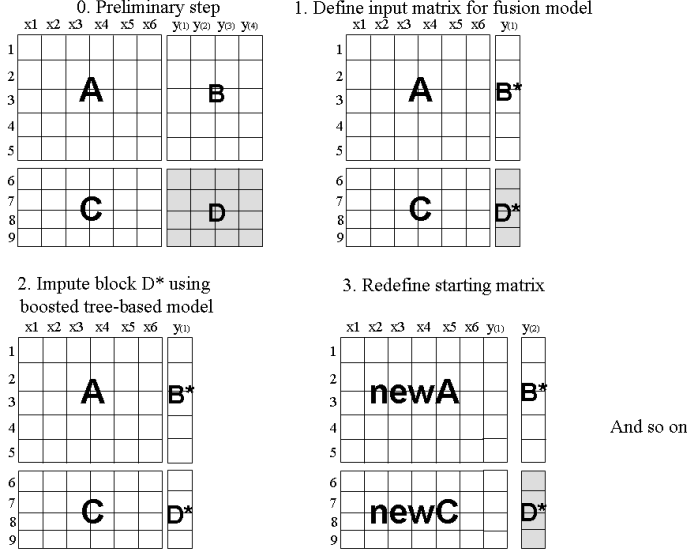 0. Preliminary step
x1 x2 x3 x4 x5 x6 y(1) y(2) y(3) y(4)
1
2
3
4
5
A
B
6
7
8
9
C
D
1. Define input matrix for fusion model
x1 x2 x3 x4 x5 x6 y(1)
1
2
3
4
5
A
B*
6
7
8
9
C
D*
2. Impute block D* using
boosted tree-based model
x1 x2 x3 x4 x5 x6 y(1)
1
2
3
4
5
A
B*
6
7
8
9
C
D*
3. Redefine starting matrix
x1 x2 x3 x4 x5 x6 y(1) y(2)
1
2
3
4
5
newA
B*
6
7
8
9
newC
D*
And so on